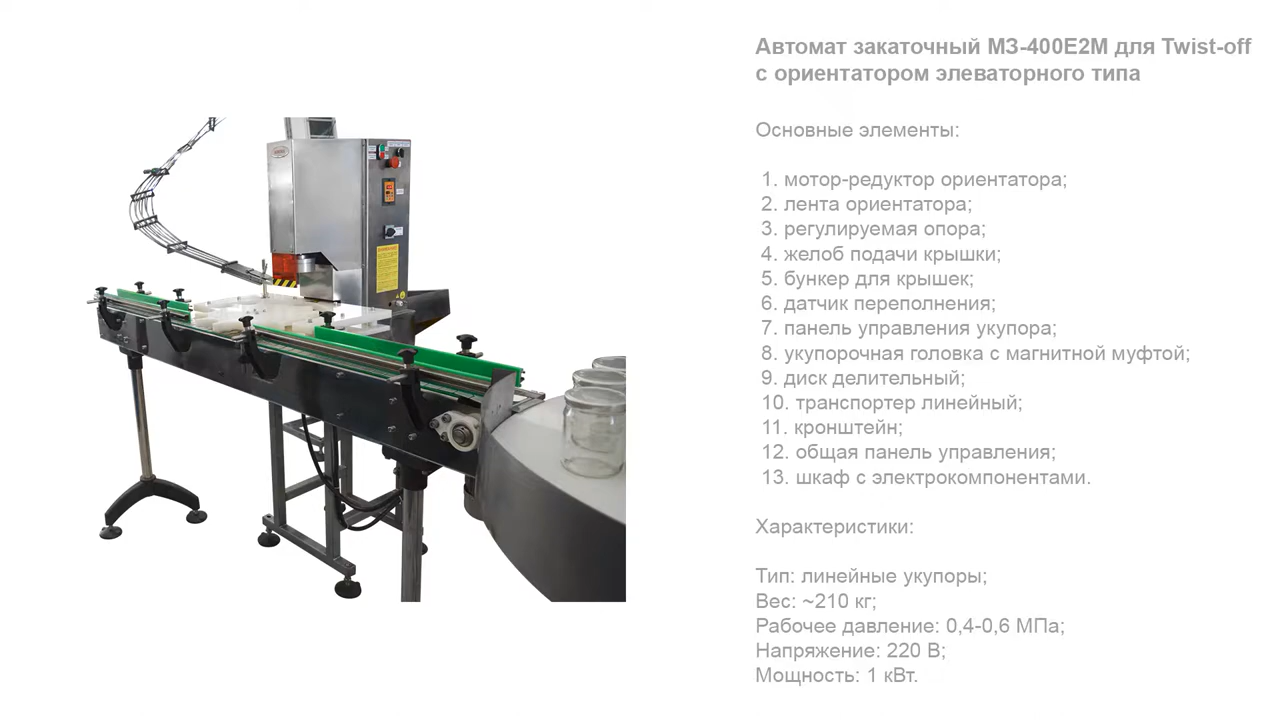 Автомат закаточный МЗ-400Е2М для Twist-off
с ориентатором элеваторного типа
Основные элементы:
1. мотор-редуктор ориентатора;
2. лента ориентатора;
3. регулируемая опора;
4. желоб подачи крышки;
5. бункер для крышек;
6. датчик переполнения;
7. панель управления укупора;
8. укупорочная головка с магнитной муфтой;
9. диск делительный;
10. транспортер линейный;
11. кронштейн;
12. общая панель управления;
13. шкаф с электрокомпонентами.
Характеристики:
Тип: линейные укупоры;
Вес: ~210 кг;
Рабочее давление: 0,4-0,6 МПа;
Напряжение: 220 В;
Мощность: 1 кВт.